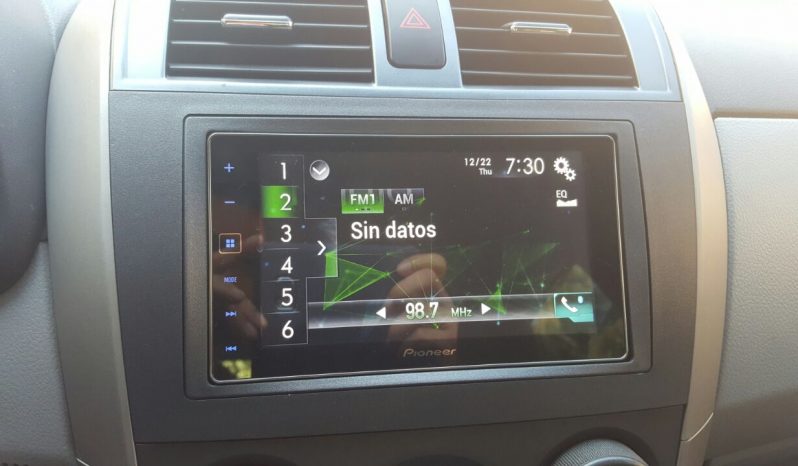 12/22 Thu 7:30
EQ
FM1 AM
Sin datos
98.7 MHz
1
2
3
4
5
6
MODE
Pioneer